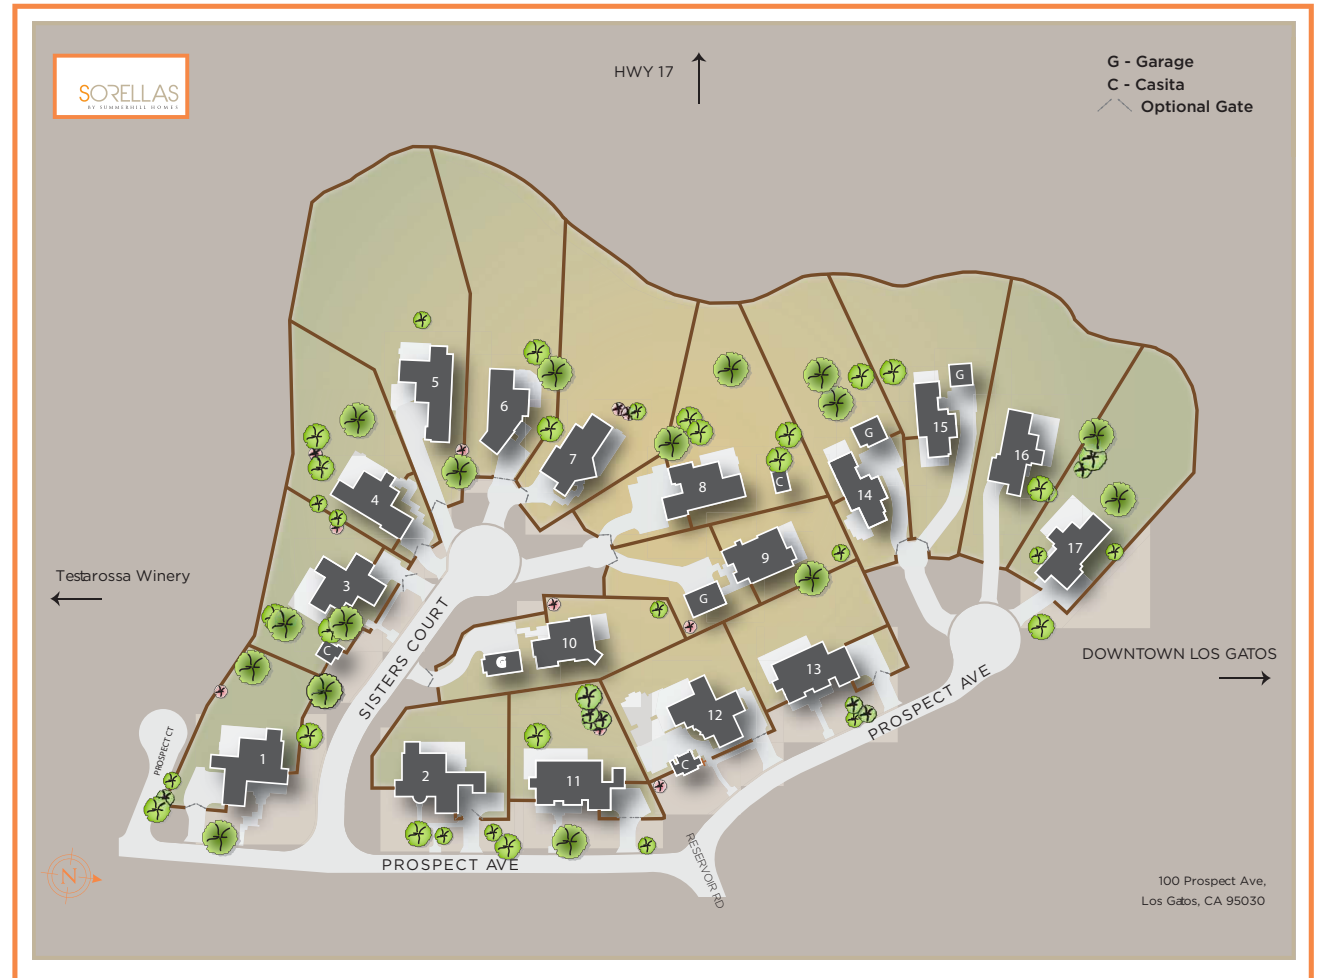 SORELLAS
BY SUMMERHILL HOMES
HWY 17
G - Garage
C - Casita
Optional Gate
5
6
7
8
C
G
14
G
15
16
17
4
3
C
9
G
10
G
SISTERS COURT
Testarossa Winery
DOWNTOWN LOS GATOS
13
12
C
PROSPECT AVE
PROSPECT CT
1
2
11
PROSPECT AVE
RESERVOIR RD
N
100 Prospect Ave,
Los Gatos, CA 95030